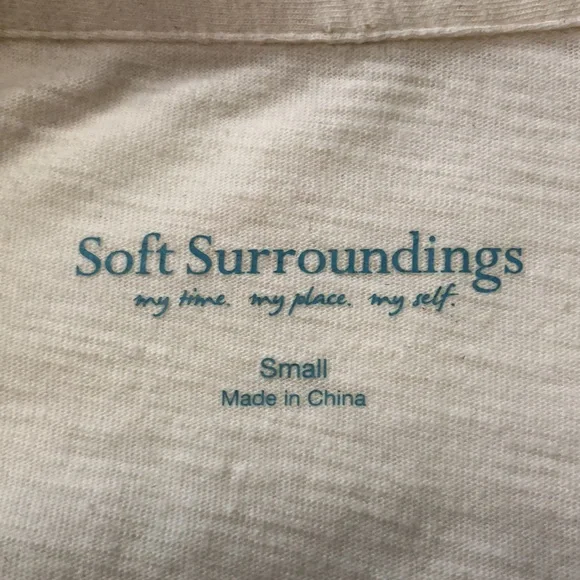 Soft Surroundings
my time. my place. my self.
Small
Made in China